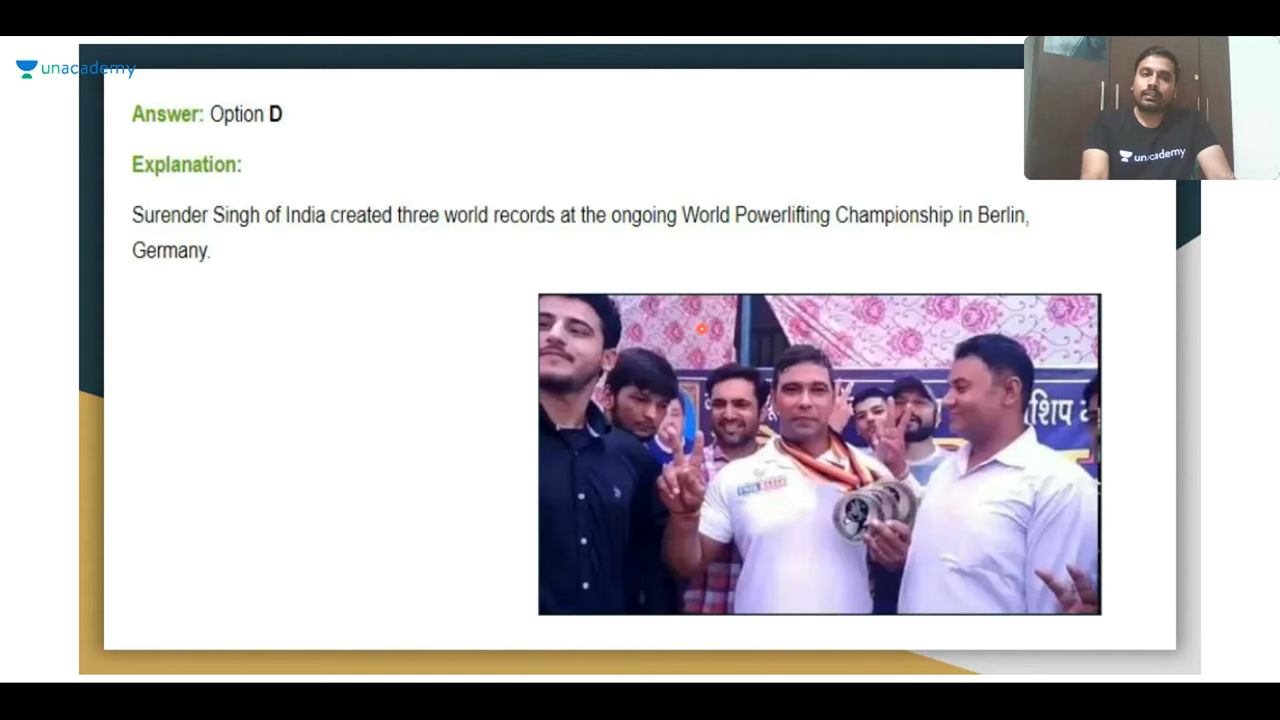 unacademy
Answer: Option D
Explanation:
Surender Singh of India created three world records at the ongoing World Powerlifting Championship in Berlin,
Germany.
unacademy
शिप